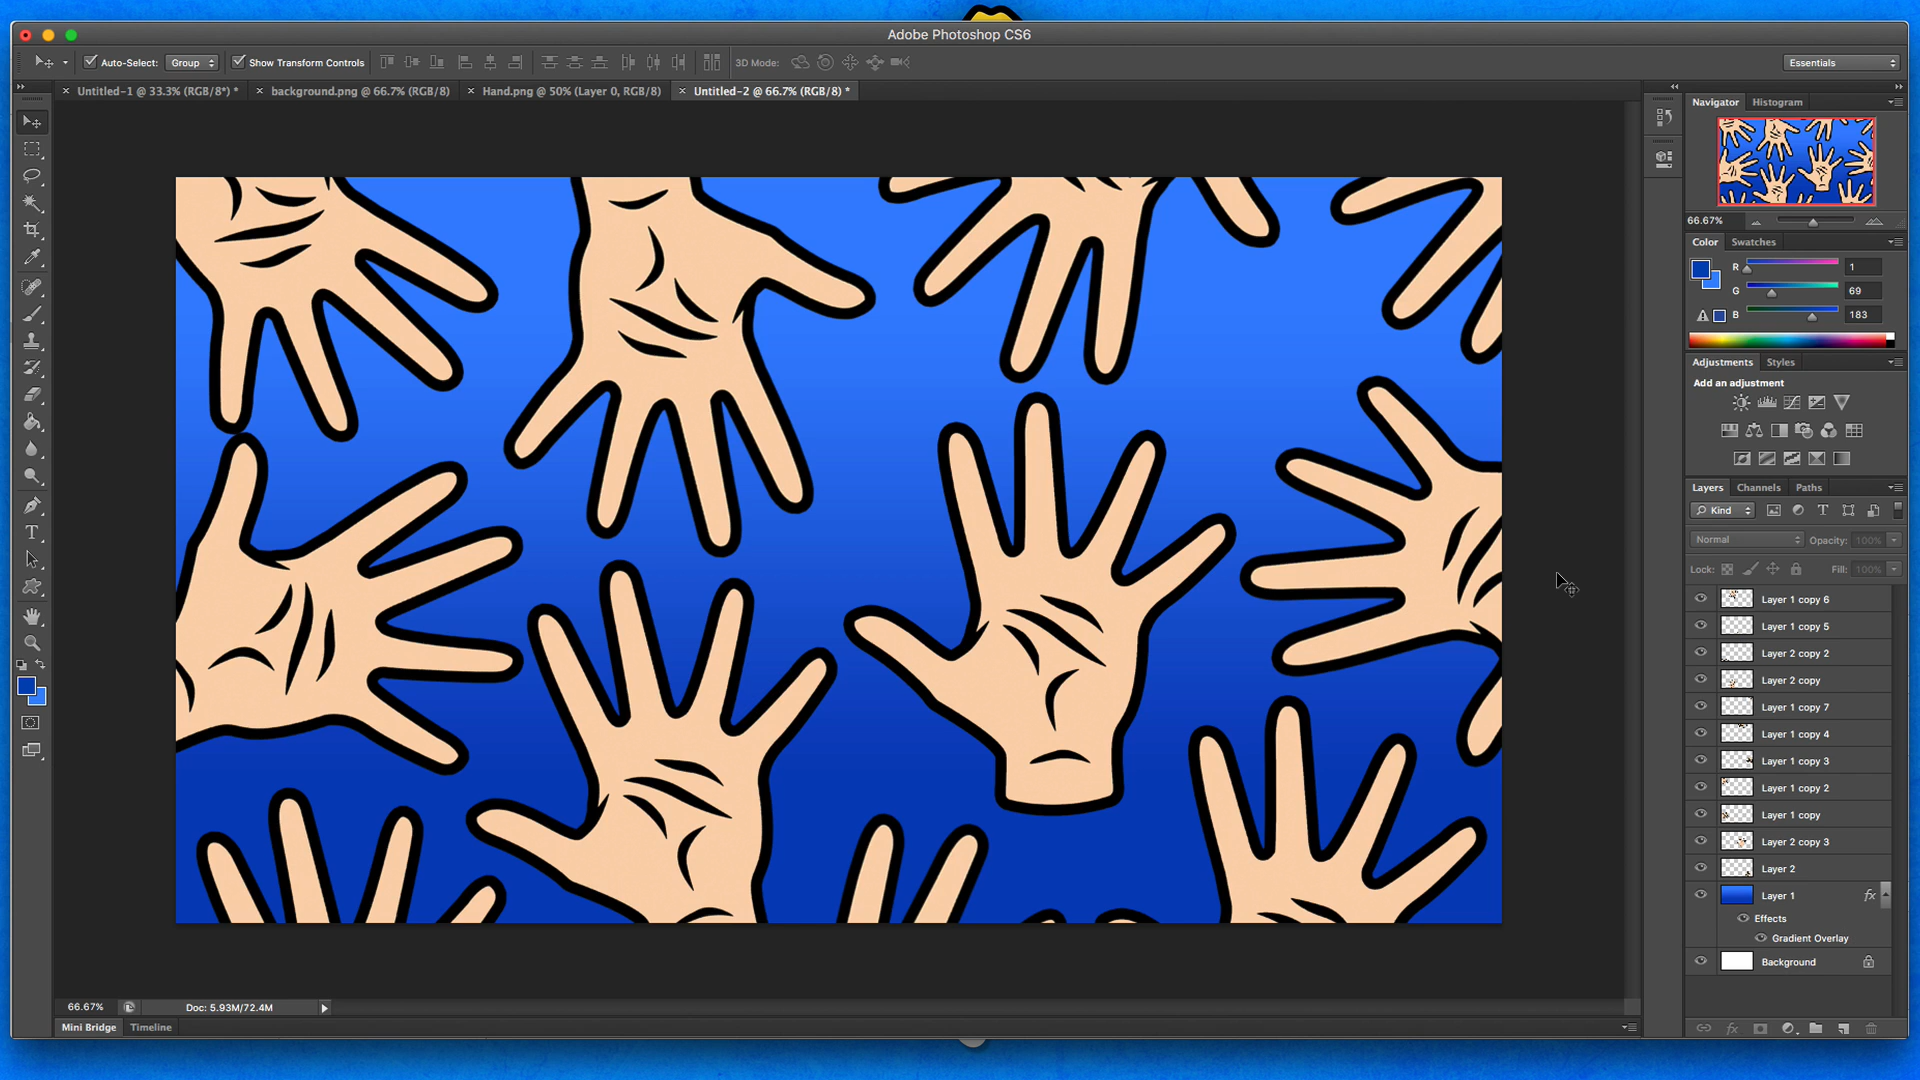 Adobe Photoshop CS6
Auto-Select: Group Show Transform Controls 3D Mode: Essentials
Untitled-1 @ 33.3% (RGB/8*) * background.png @ 66.7% (RGB/8) Hand.png @ 50% (Layer 0, RGB/8) Untitled-2 @ 66.7% (RGB/8) *
Navigator Histogram
66.67%
Color Swatches
R 1
G 69
B 183
Adjustments Styles
Add an adjustment
Layers Channels Paths
Kind
Normal Opacity: 100%
Lock: Fill: 100%
Layer 1 copy 6
Layer 1 copy 5
Layer 2 copy 2
Layer 2 copy
Layer 1 copy 7
Layer 1 copy 4
Layer 1 copy 3
Layer 1 copy 2
Layer 1 copy
Layer 2 copy 3
Layer 2
Layer 1 fx
Effects
Gradient Overlay
Background
66.67% Doc: 5.93M/72.4M
Mini Bridge Timeline
fx